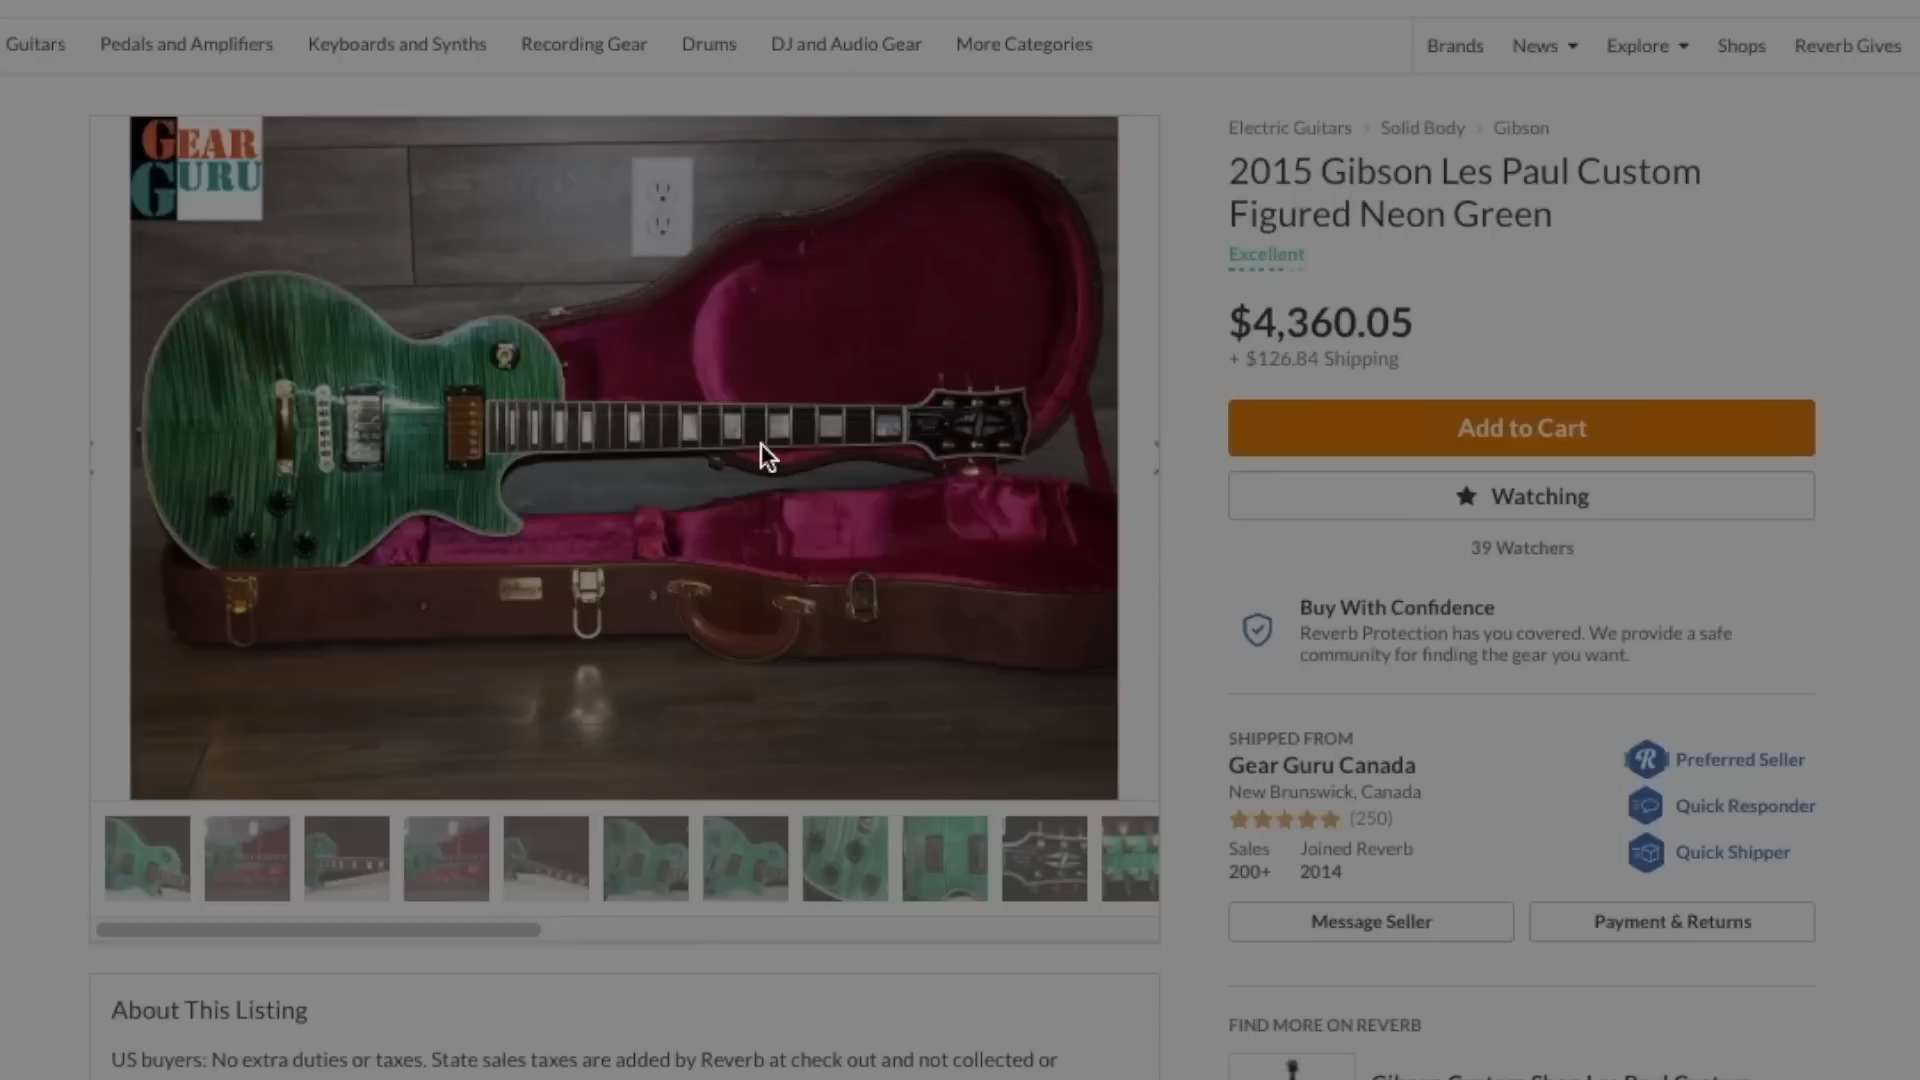 Guitars
Pedals and Amplifiers
Keyboards and Synths
Recording Gear
Drums
DJ and Audio Gear
More Categories
Brands
News
Explore
Shops
Reverb Gives
GEAR
GURU
Electric Guitars
Solid Body
Gibson
2015 Gibson Les Paul Custom
Figured Neon Green
Excellent
$4,360.05
+ $126.84 Shipping
Add to Cart
Watching
39 Watchers
Buy With Confidence
Reverb Protection has you covered. We provide a safe
community for finding the gear you want.
SHIPPED FROM
Gear Guru Canada
New Brunswick, Canada
(250)
Sales
Joined Reverb
200+
2014
Preferred Seller
Quick Responder
Quick Shipper
Message Seller
Payment & Returns
About This Listing
US buyers: No extra duties or taxes. State sales taxes are added by Reverb at check out and not collected or
FIND MORE ON REVERB